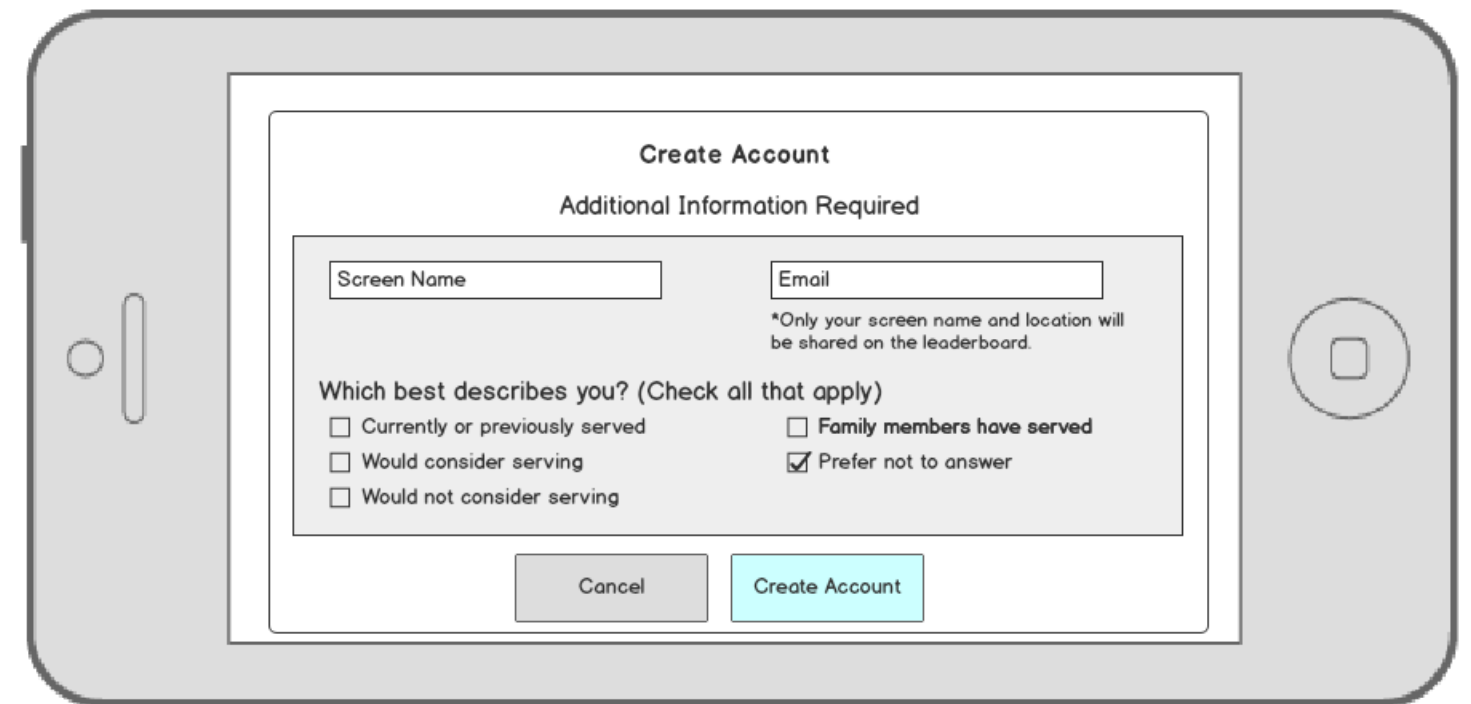 Create Account
Additional Information Required
Screen Name
Email
*Only your screen name and location will
be shared on the leaderboard.
Which best describes you? (Check all that apply)
Currently or previously served
Family members have served
Would consider serving
Prefer not to answer
Would not consider serving
Cancel
Create Account